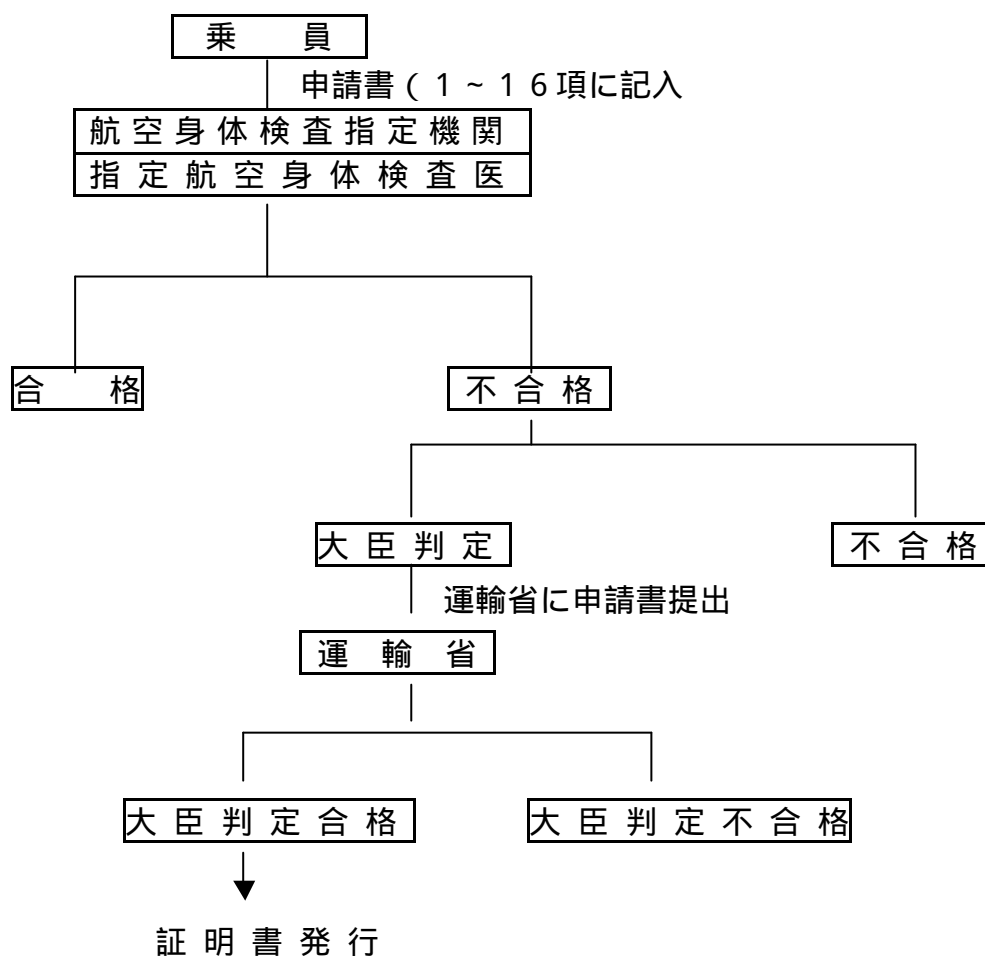 乗員
申請書(1~16項に記入
航空身体検査指定機関
指定航空身体検査医
合格
不合格
大臣判定
不合格
運輸省に申請書提出
運輸省
大臣判定合格
大臣判定不合格
証明書発行